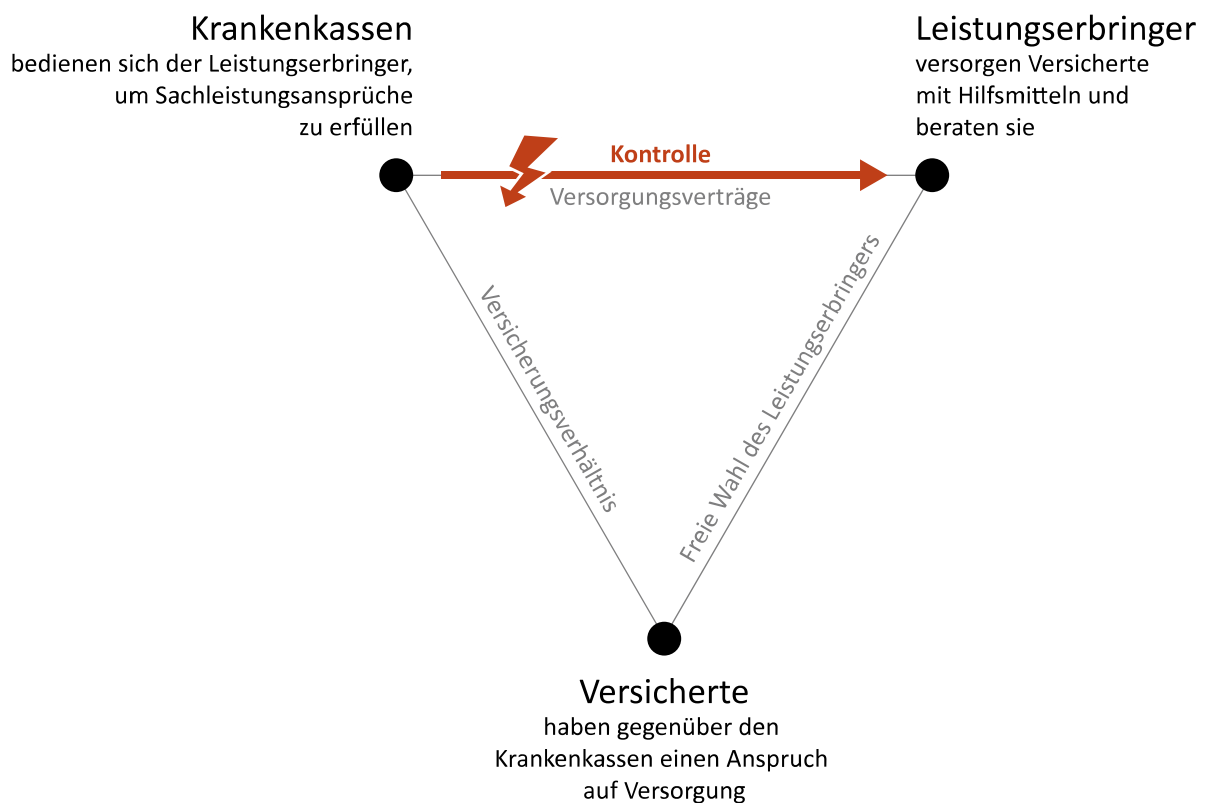 Krankenkassen
bedienen sich der Leistungserbringer,
um Sachleistungsansprüche
zu erfüllen
Leistungserbringer
versorgen Versicherte
mit Hilfsmitteln und
beraten sie
Kontrolle
Versorgungsverträge
Versicherungsverhältnis
Freie Wahl des Leistungserbringers
Versicherte
haben gegenüber den
Krankenkassen einen Anspruch
auf Versorgung